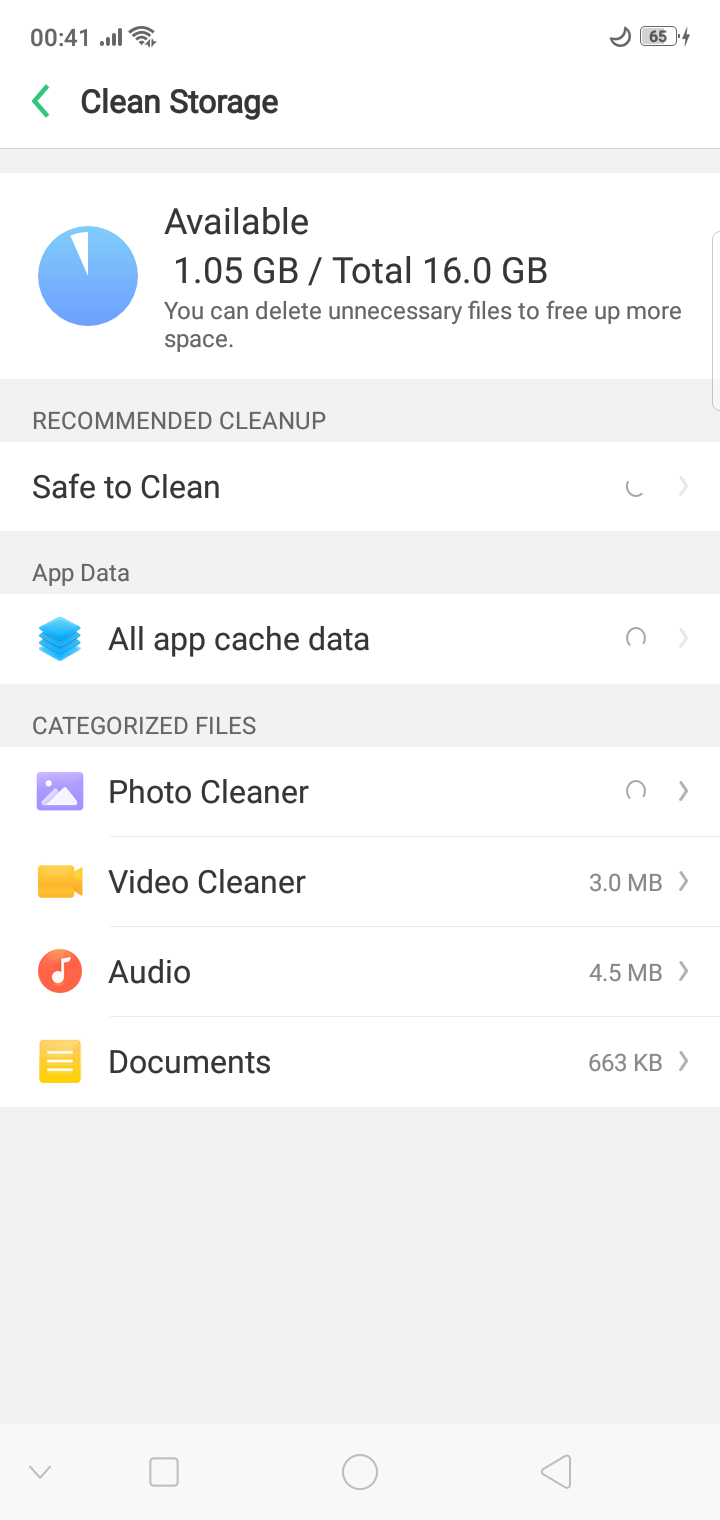 00:41
65
Clean Storage
Available
1.05 GB / Total 16.0 GB
You can delete unnecessary files to free up more
space.
RECOMMENDED CLEANUP
Safe to Clean
App Data
All app cache data
CATEGORIZED FILES
Photo Cleaner
Video Cleaner 3.0 MB
Audio 4.5 MB
Documents 663 KB